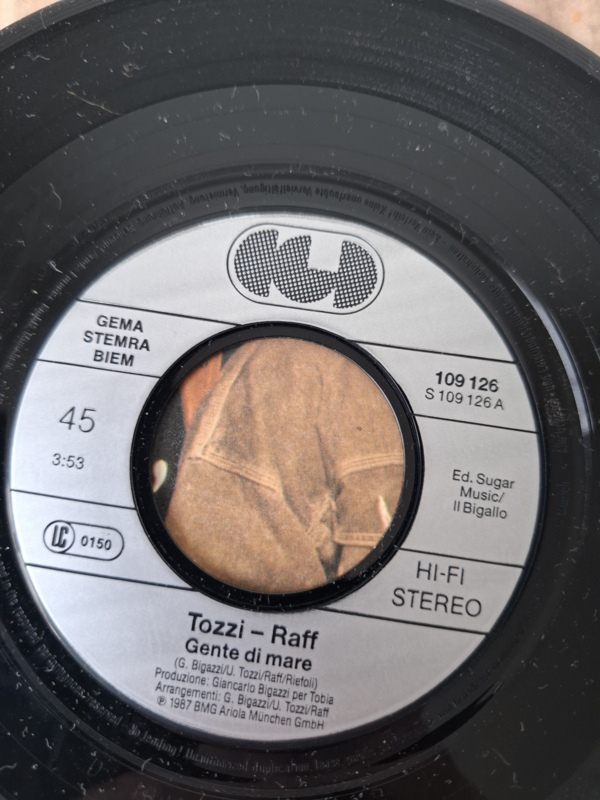 GEMA
STEMRA
BIEM
109 126
S 109 126 A
45
3:53
Ed. Sugar
Music/
Il Bigallo
LC 0150
HI-FI
STEREO
Tozzi – Raff
Gente di mare
(G. Bigazzi/U. Tozzi/Raff/Riefoli)
Produzione: Giancarlo Bigazzi per Tobia
Arrangementi: G. Bigazzi/U. Tozzi/Raff
℗ 1987 BMG Ariola München GmbH